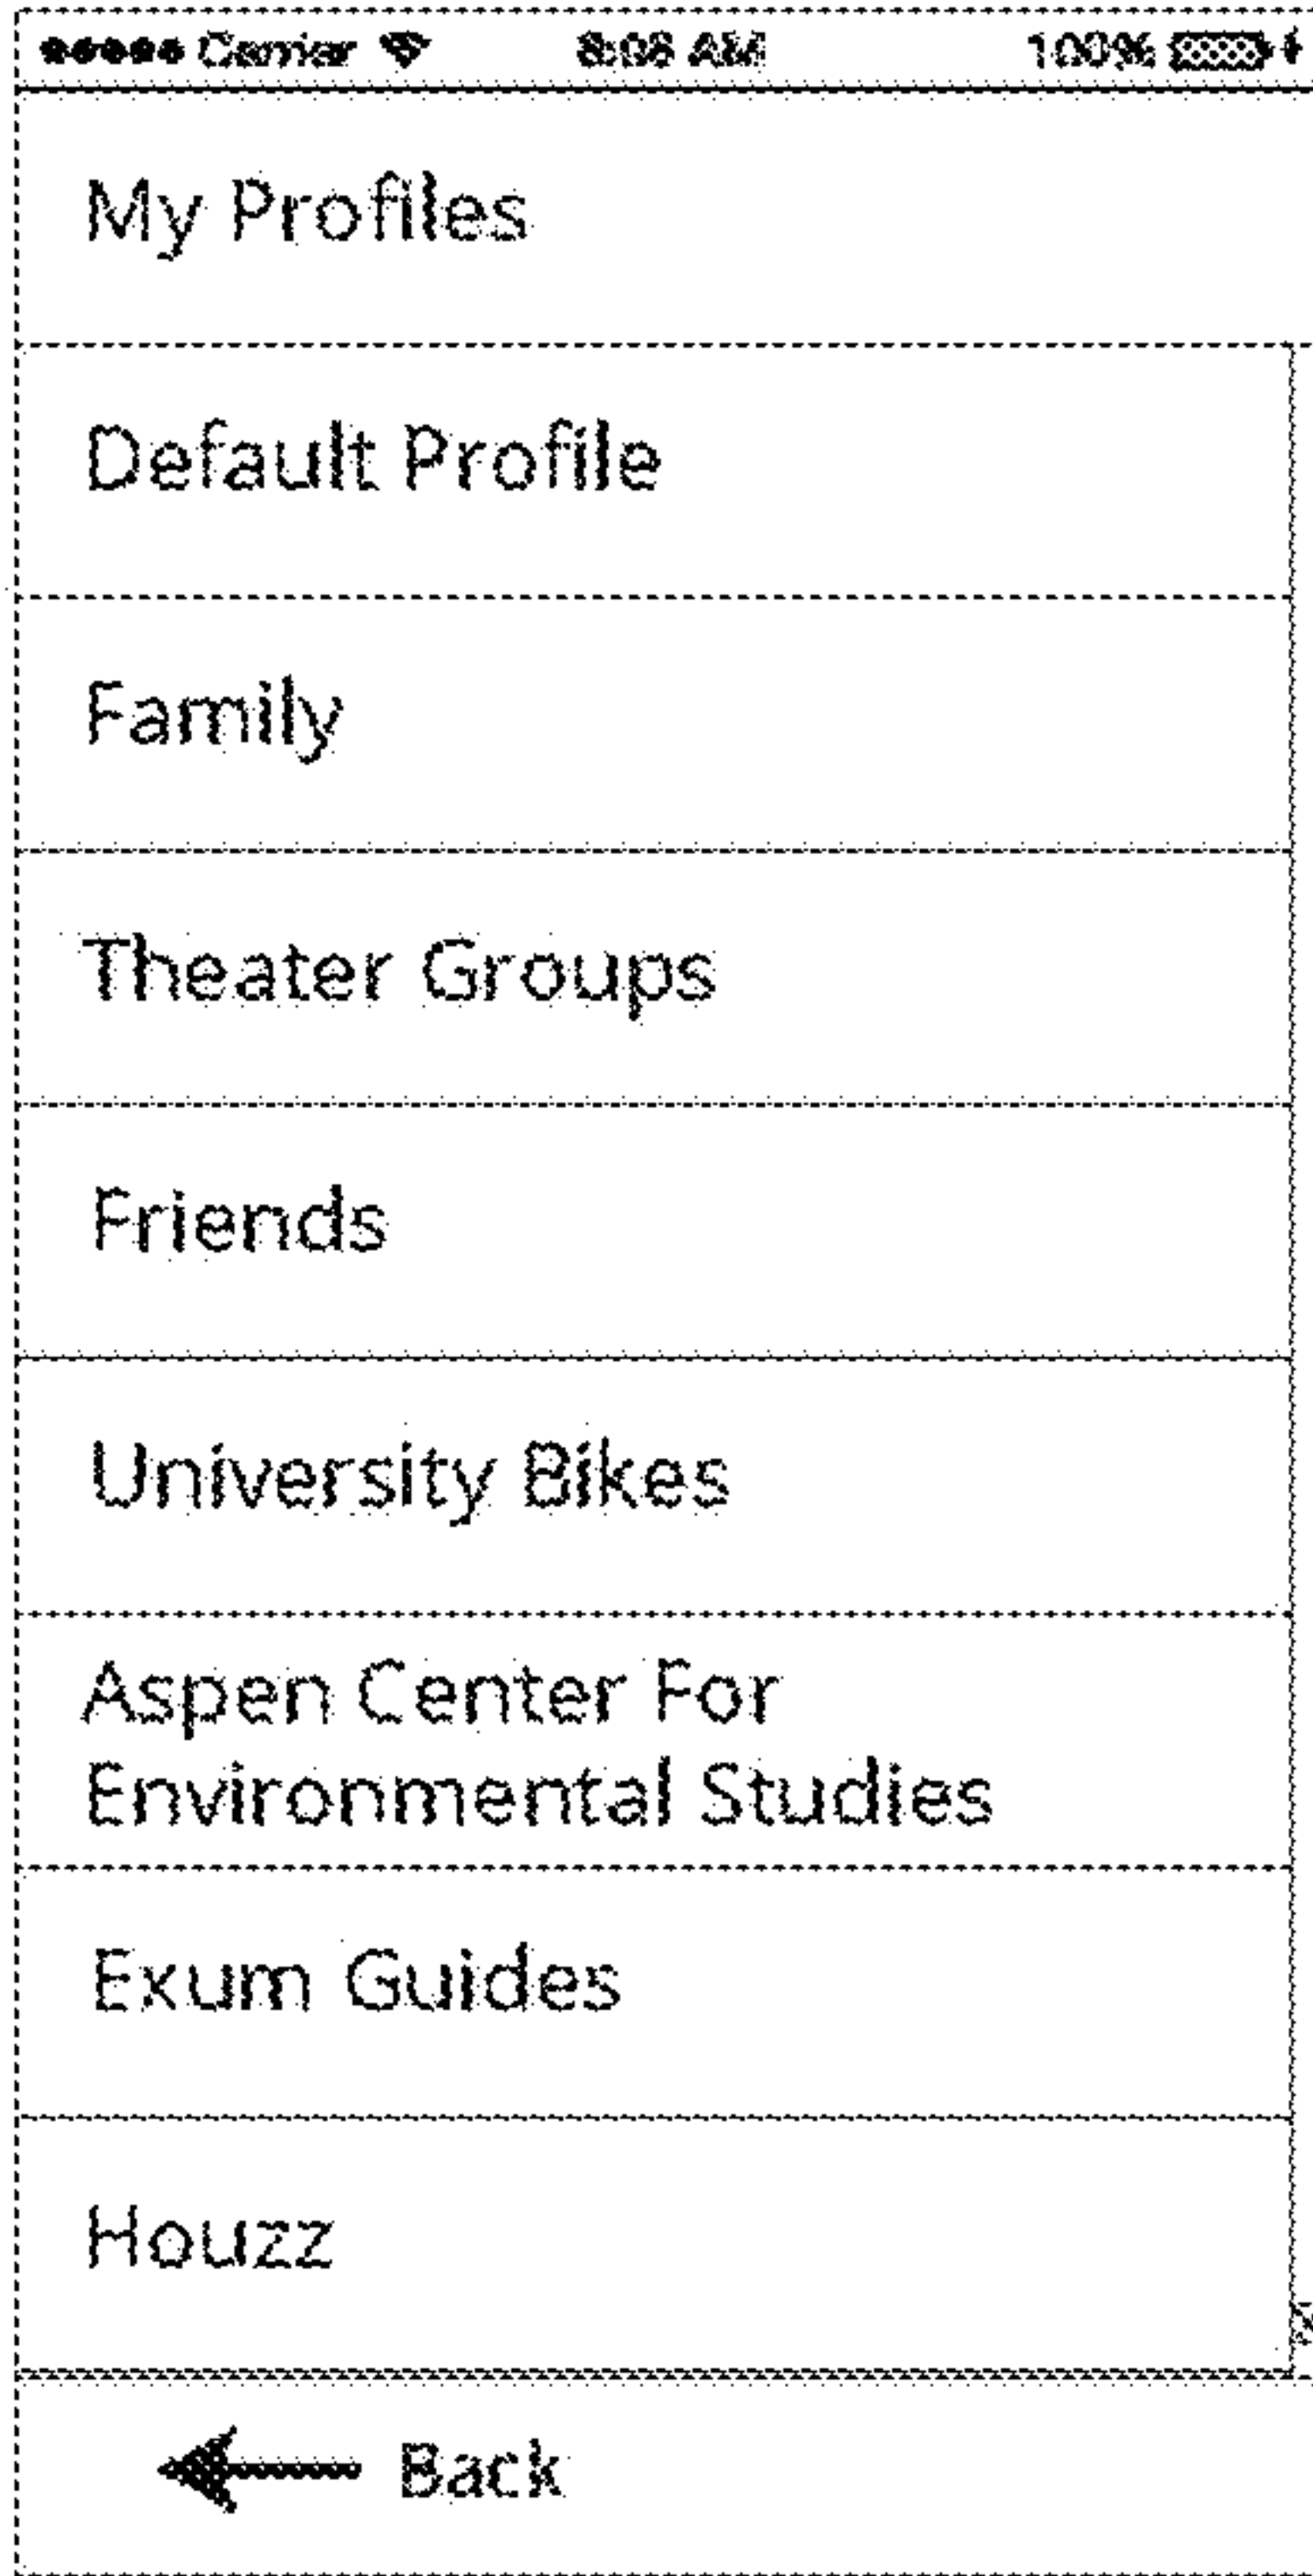 Carrier 8:08 AM 100%
My Profiles
Default Profile
Family
Theater Groups
Friends
University Bikes
Aspen Center For
Environmental Studies
Exum Guides
Houzz
Back